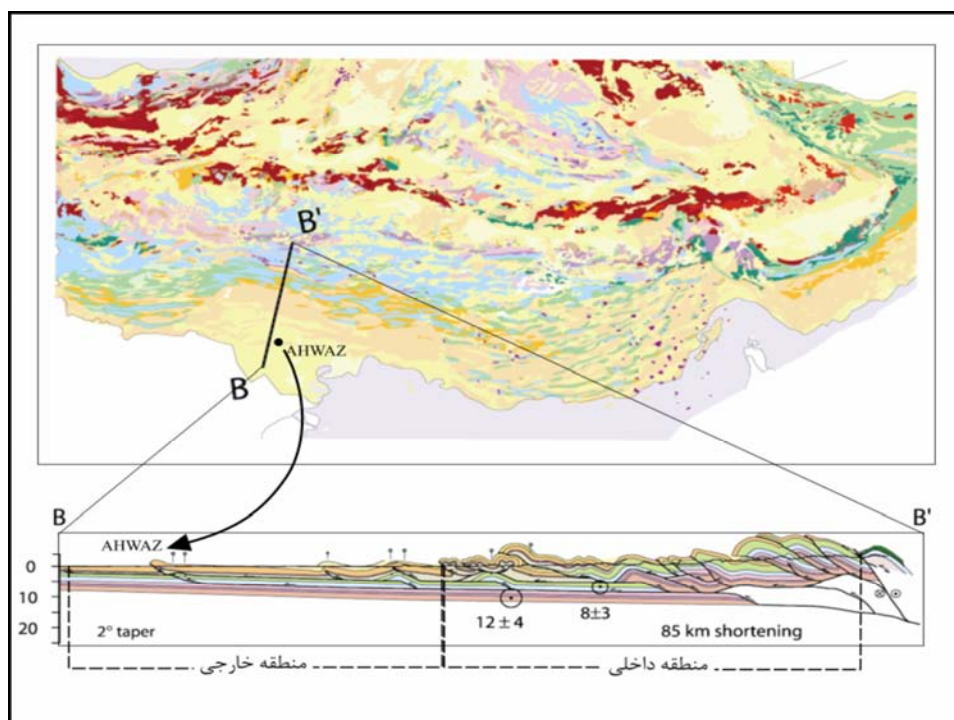 B'
AHWAZ
B
B B'
AHWAZ
0
10
20
12 ± 4
8±3
2° taper
85 km shortening
منطقه داخلی
منطقه خارجی